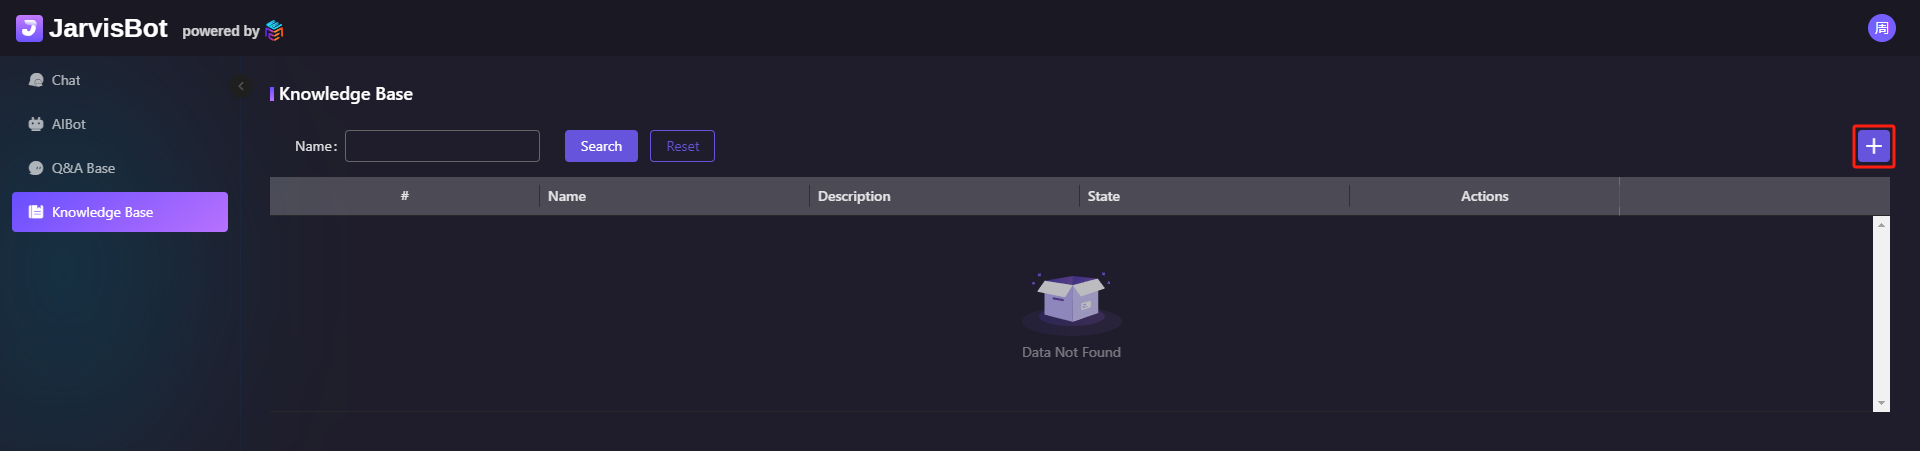 JarvisBot powered by
周
Chat
AIBot
Q&A Base
Knowledge Base
Knowledge Base
Name:
Search
Reset
# Name Description State Actions
Data Not Found